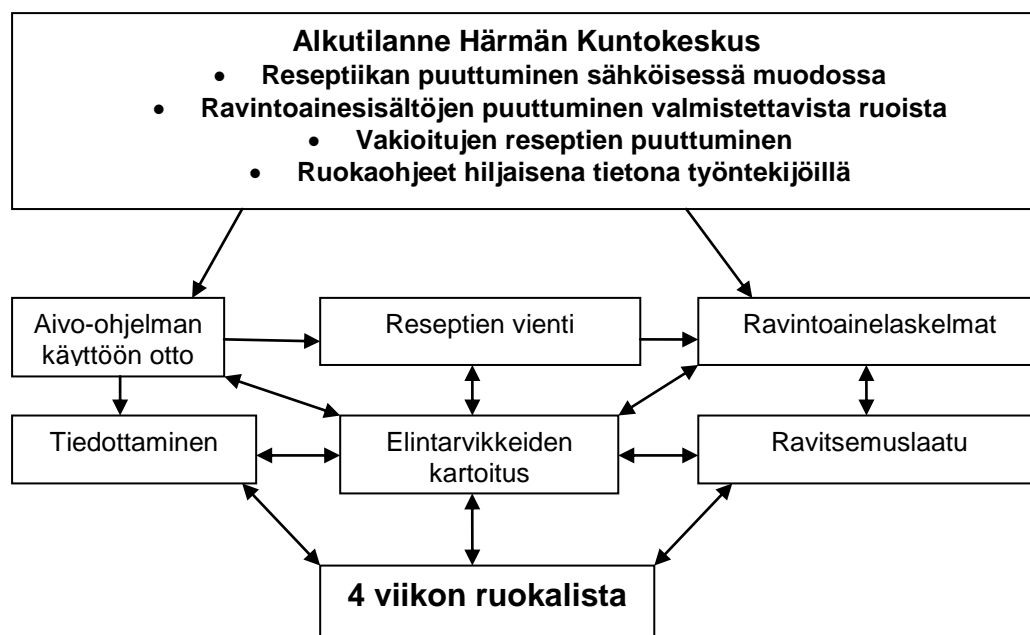 Alkutilanne Härmän Kuntokeskus
• Reseptiikan puuttuminen sähköisessä muodossa
• Ravintoainesisältöjen puuttuminen valmistettavista ruoista
• Vakioitujen reseptien puuttuminen
• Ruokaohjeet hiljaisena tietona työntekijöillä
Aivo-ohjelman
käyttöön otto
Reseptien vienti
Ravintoainelaskelmat
Tiedottaminen
Elintarvikkeiden
kartoitus
Ravitsemuslaatu
4 viikon ruokalista